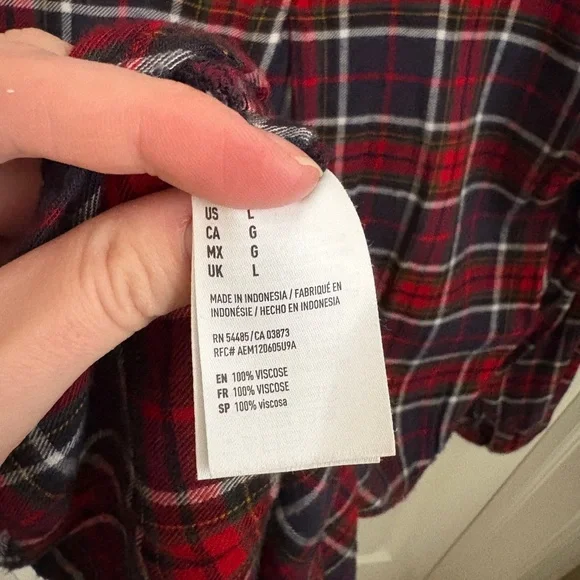 US L
CA G
MX G
UK L
MADE IN INDONESIA / FABRIQUÉ EN
INDONÉSIE / HECHO EN INDONESIA
RN 54485/CA 03873
RFC# AEM120605U9A
EN 100% VISCOSE
FR 100% VISCOSE
SP 100% viscosa